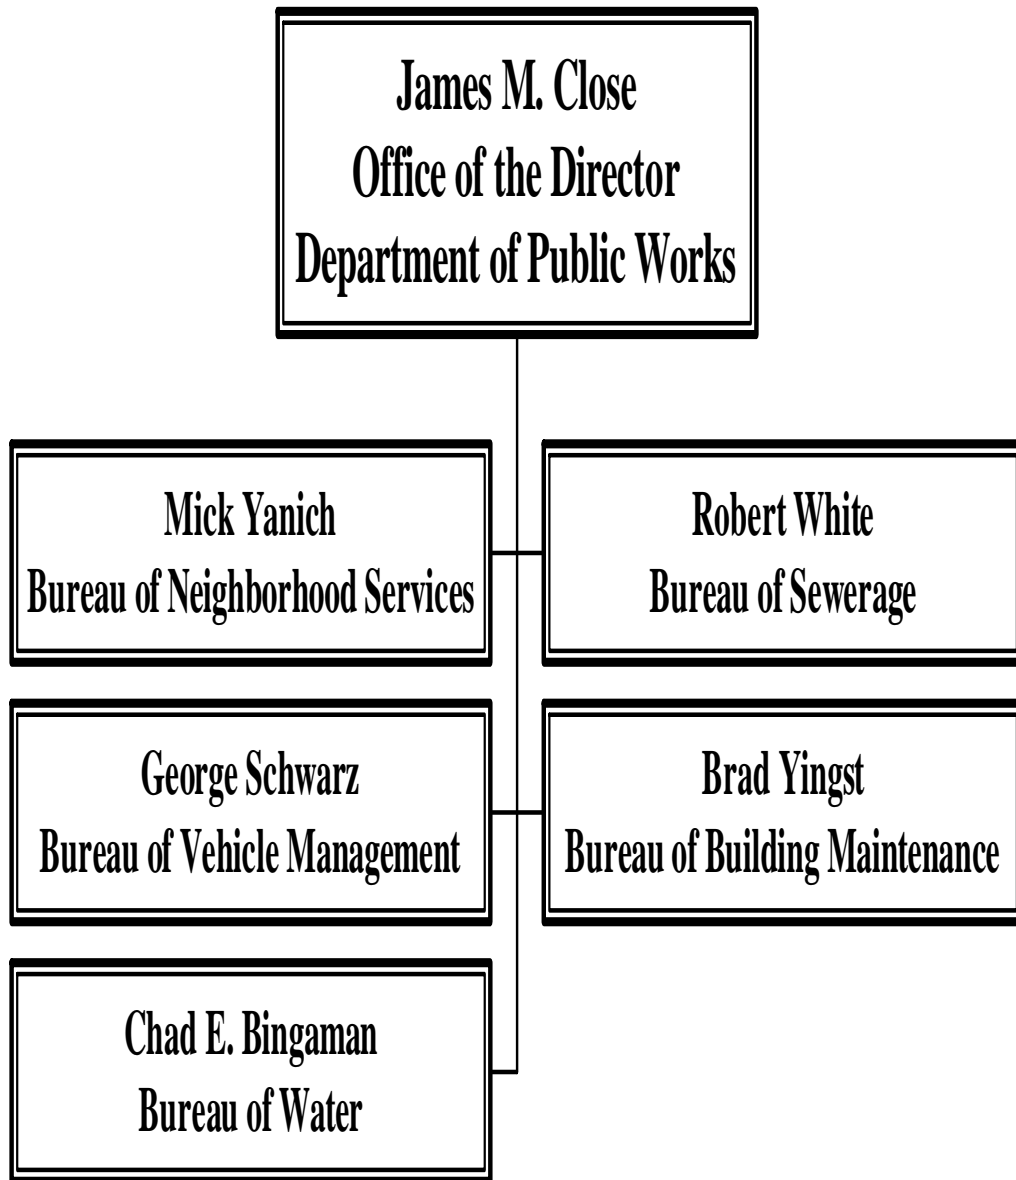 James M. Close
Office of the Director
Department of Public Works
Mick Yanich
Bureau of Neighborhood Services
Robert White
Bureau of Sewerage
George Schwarz
Bureau of Vehicle Management
Brad Yingst
Bureau of Building Maintenance
Chad E. Bingaman
Bureau of Water